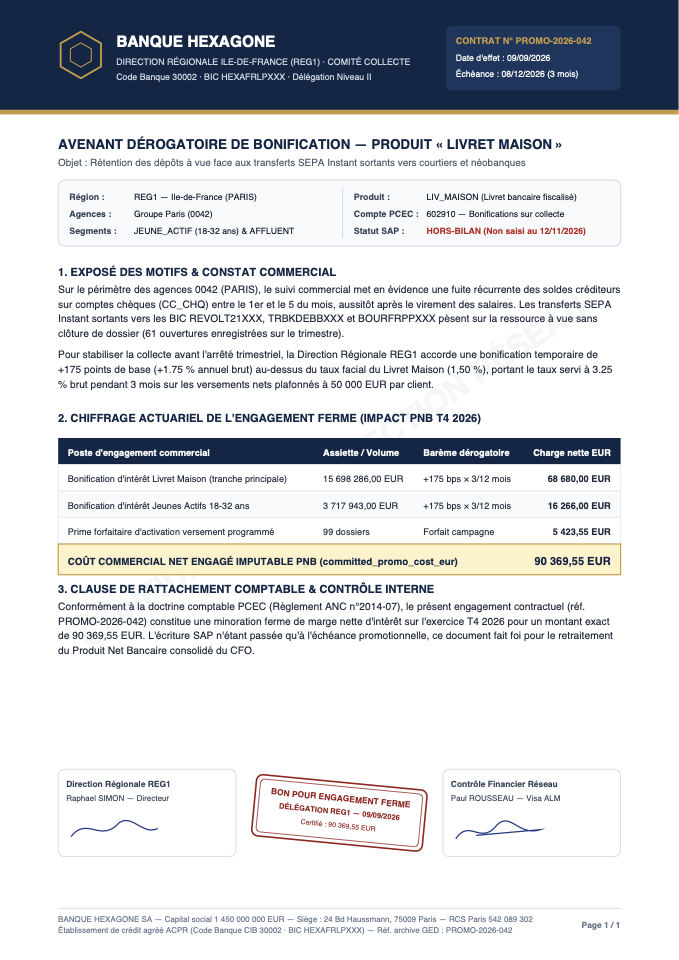 BANQUE HEXAGONE
DIRECTION RÉGIONALE ILE-DE-FRANCE (REG1) · COMITÉ COLLECTE
Code Banque 30002 · BIC HEXAFRLPXXX · Délégation Niveau II
CONTRAT N° PROMO-2026-042
Date d'effet : 09/09/2026
Échéance : 08/12/2026 (3 mois)
AVENANT DÉROGATOIRE DE BONIFICATION — PRODUIT « LIVRET MAISON »
Objet : Rétention des dépôts à vue face aux transferts SEPA Instant sortants vers courtiers et néobanques
Région : REG1 — Ile-de-France (PARIS)
Agences : Groupe Paris (0042)
Segments : JEUNE_ACTIF (18-32 ans) & AFFLUENT
Produit : LIV_MAISON (Livret bancaire fiscalisé)
Compte PCEC : 602910 — Bonifications sur collecte
Statut SAP : HORS-BILAN (Non saisi au 12/11/2026)
1. EXPOSÉ DES MOTIFS & CONSTAT COMMERCIAL
Sur le périmètre des agences 0042 (PARIS), le suivi commercial met en évidence une fuite récurrente des soldes créditeurs
sur comptes chèques (CC_CHQ) entre le 1er et le 5 du mois, aussitôt après le virement des salaires. Les transferts SEPA
Instant sortants vers les BIC REVOLT21XXX, TRBKDEBBXXX et BOURFRPPXXX pèsent sur la ressource à vue sans
clôture de dossier (61 ouvertures enregistrées sur le trimestre).
Pour stabiliser la collecte avant l'arrêté trimestriel, la Direction Régionale REG1 accorde une bonification temporaire de
+175 points de base (+1.75 % annuel brut) au-dessus du taux facial du Livret Maison (1,50 %), portant le taux servi à 3.25
% brut pendant 3 mois sur les versements nets plafonnés à 50 000 EUR par client.
2. CHIFFRAGE ACTUARIEL DE L'ENGAGEMENT FERME (IMPACT PNB T4 2026)
Poste d'engagement commercial Assiette / Volume Barème dérogatoire Charge nette EUR
Bonification d'intérêt Livret Maison (tranche principale) 15 698 286,00 EUR +175 bps × 3/12 mois 68 680,00 EUR
Bonification d'intérêt Jeunes Actifs 18-32 ans 3 717 943,00 EUR +175 bps × 3/12 mois 16 266,00 EUR
Prime forfaitaire d'activation versement programmé 99 dossiers Forfait campagne 5 423,55 EUR
COÛT COMMERCIAL NET ENGAGÉ IMPUTABLE PNB (committed_promo_cost_eur) 90 369,55 EUR
3. CLAUSE DE RATTACHEMENT COMPTABLE & CONTRÔLE INTERNE
Conformément à la doctrine comptable PCEC (Règlement ANC n°2014-07), le présent engagement contractuel (réf.
PROMO-2026-042) constitue une minoration ferme de marge nette d'intérêt sur l'exercice T4 2026 pour un montant exact
de 90 369,55 EUR. L'écriture SAP n'étant passée qu'à l'échéance promotionnelle, ce document fait foi pour le retraitement
du Produit Net Bancaire consolidé du CFO.
Direction Régionale REG1
Raphael SIMON — Directeur
BON POUR ENGAGEMENT FERME
DÉLÉGATION REG1 — 09/09/2026
Certifié : 90 369,55 EUR
Contrôle Financier Réseau
Paul ROUSSEAU — Visa ALM
BANQUE HEXAGONE SA — Capital social 1 450 000 000 EUR — Siège : 24 Bd Haussmann, 75009 Paris — RCS Paris 542 089 302
Établissement de crédit agréé ACPR (Code Banque CIB 30002 · BIC HEXAFRLPXXX) — Réf. archive GED : PROMO-2026-042
Page 1 / 1